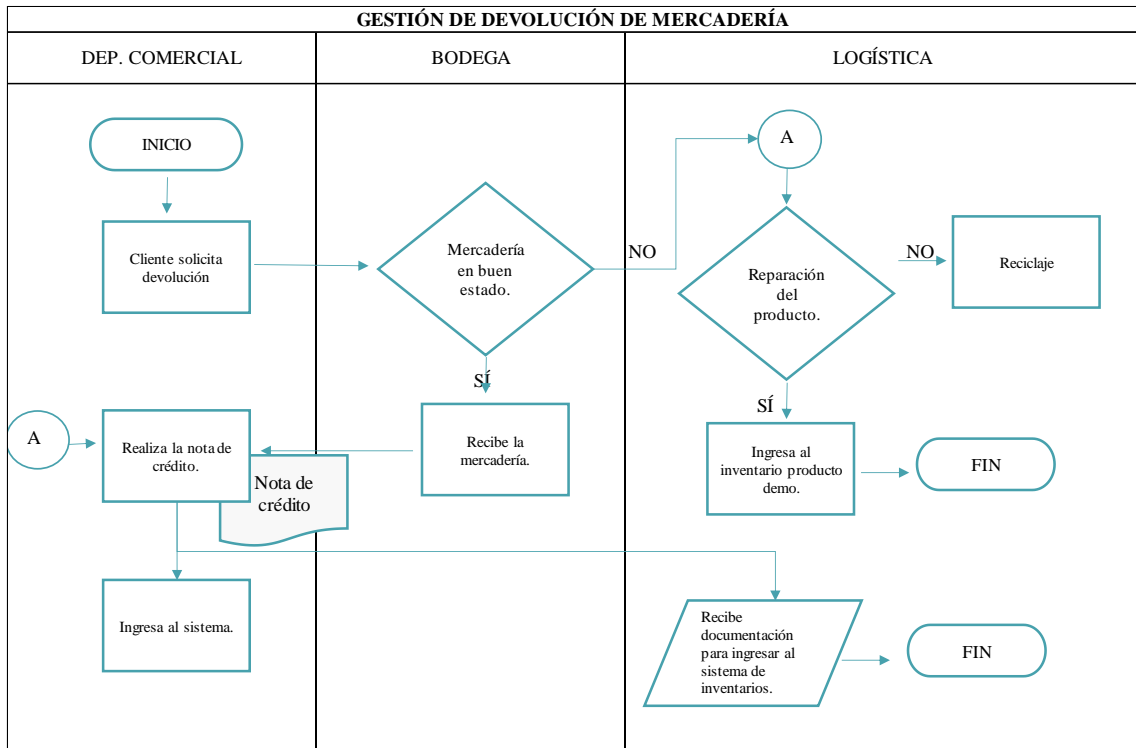 GESTIÓN DE DEVOLUCIÓN DE MERCADERÍA
DEP. COMERCIAL
BODEGA
LOGÍSTICA
INICIO
Cliente solicita
devolución
Mercadería
en buen
estado.
NO
A
Reparación
del
producto.
NO
Reciclaje
SÍ
SÍ
A
Realiza la nota de
crédito.
Nota de
crédito
Recibe la
mercadería.
Ingresa al
inventario producto
demo.
FIN
Ingresa al sistema.
Recibe
documentación
para ingresar al
sistema de
inventarios.
FIN